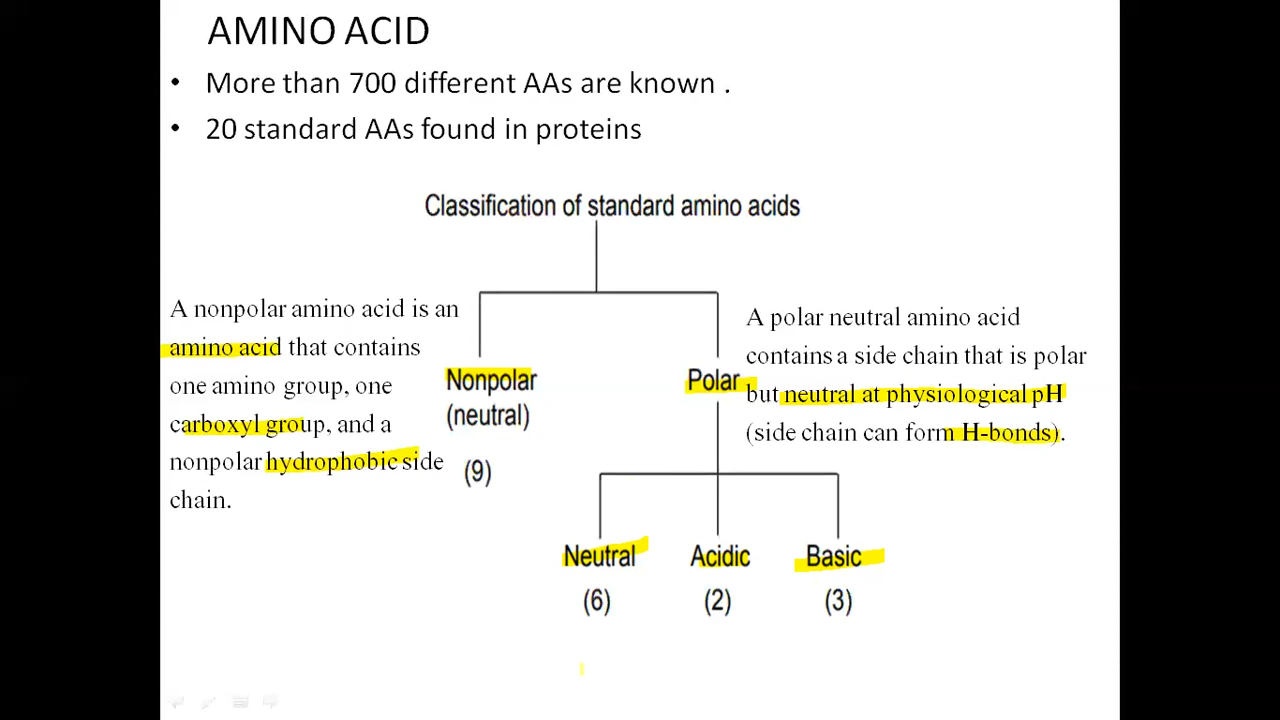 AMINO ACID
• More than 700 different AAs are known .
• 20 standard AAs found in proteins
Classification of standard amino acids
A nonpolar amino acid is an
amino acid that contains
one amino group, one
carboxyl group, and a
nonpolar hydrophobic side
chain.
Nonpolar
(neutral)
(9)
Polar
A polar neutral amino acid
contains a side chain that is polar
but neutral at physiological pH
(side chain can form H-bonds).
Neutral
(6)
Acidic
(2)
Basic
(3)